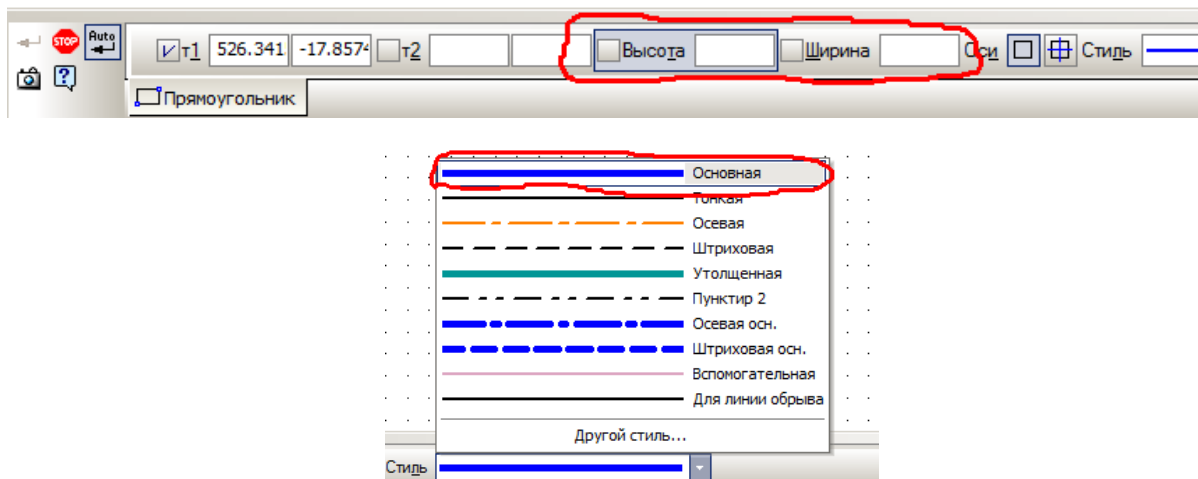 STOP Auto т1 526.341 -17.8574 т2 Высота Ширина Оси Стиль
Прямоугольник
Основная
Тонкая
Осевая
Штриховая
Утолщенная
Пунктир 2
Осевая осн.
Штриховая осн.
Вспомогательная
Для линии обрыва
Другой стиль...
Стиль